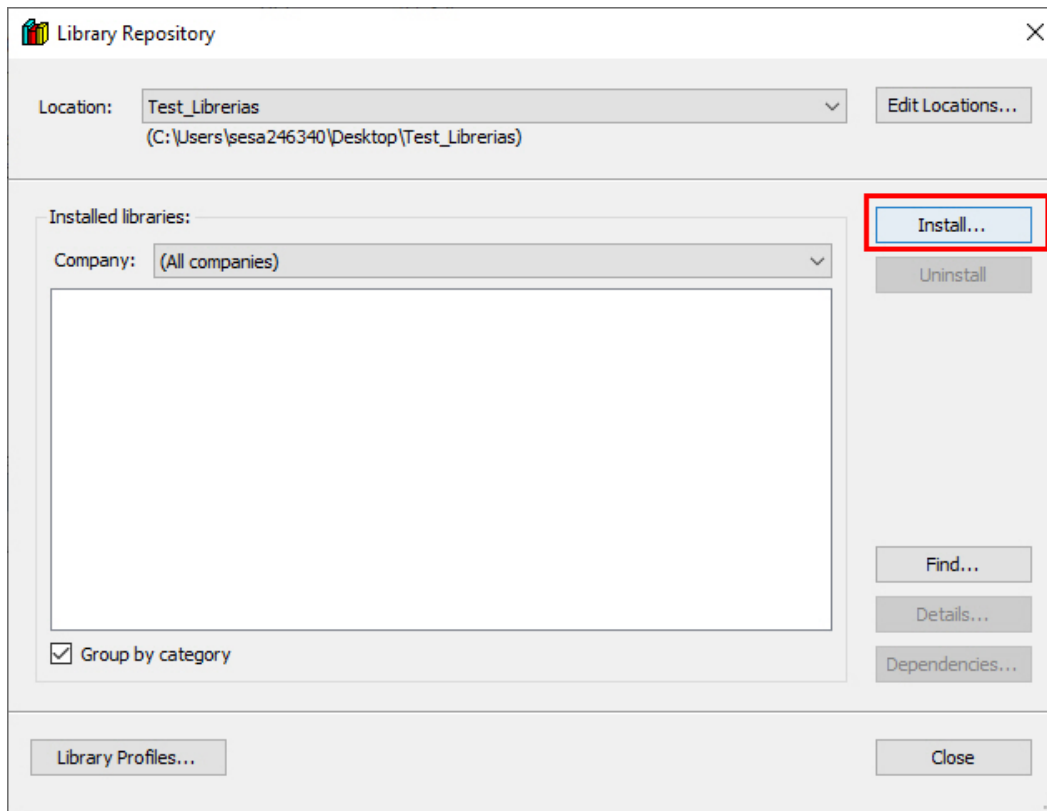 Library Repository
Location:
Test_Librerias
Edit Locations...
(C:\Users\sesa246340\Desktop\Test_Librerias)
Installed libraries:
Install...
Company:
(All companies)
Uninstall
Find...
Details...
Group by category
Dependencies...
Library Profiles...
Close